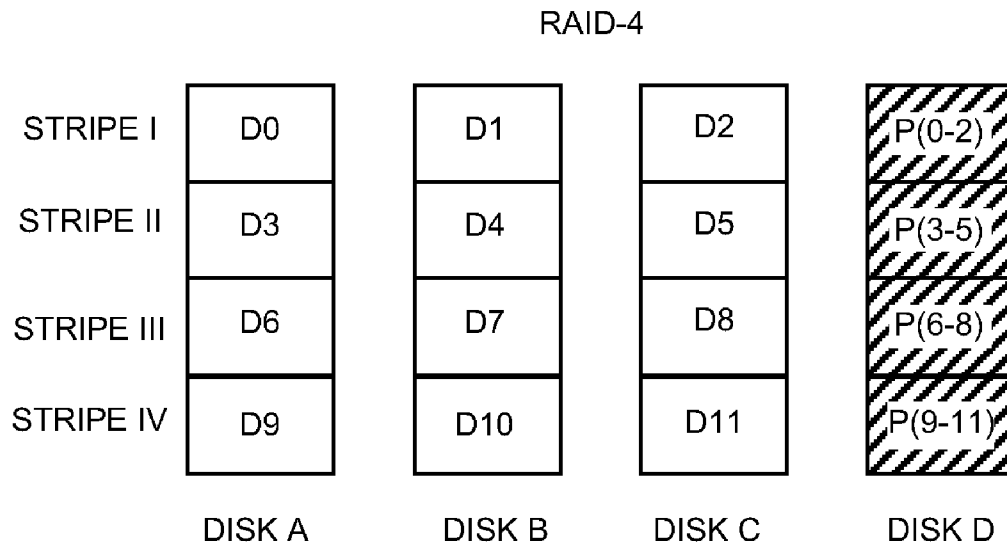 RAID-4
STRIPE I D0 D1 D2 P(0-2)
STRIPE II D3 D4 D5 P(3-5)
STRIPE III D6 D7 D8 P(6-8)
STRIPE IV D9 D10 D11 P(9-11)
DISK A DISK B DISK C DISK D